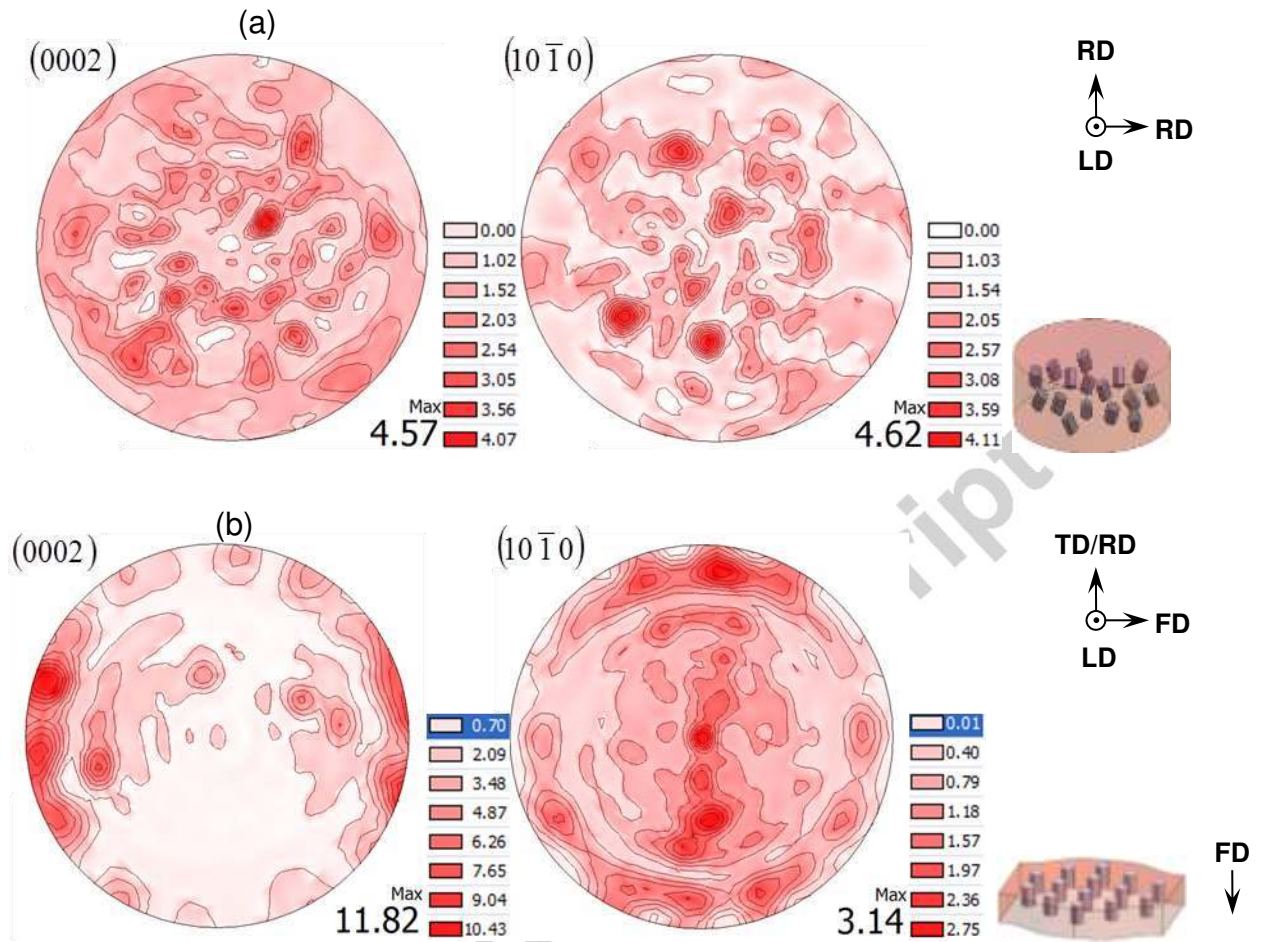 (a)
(0002)
(10 1̅ 0)
RD
RD
LD
0.00
1.02
1.52
2.03
2.54
3.05
3.56
4.07
Max
4.57
0.00
1.03
1.54
2.05
2.57
3.08
3.59
4.11
Max
4.62
(b)
(0002)
(10 1̅ 0)
TD/RD
FD
LD
0.70
2.09
3.48
4.87
6.26
7.65
9.04
10.43
Max
11.82
0.01
0.40
0.79
1.18
1.57
1.97
2.36
2.75
Max
3.14
FD